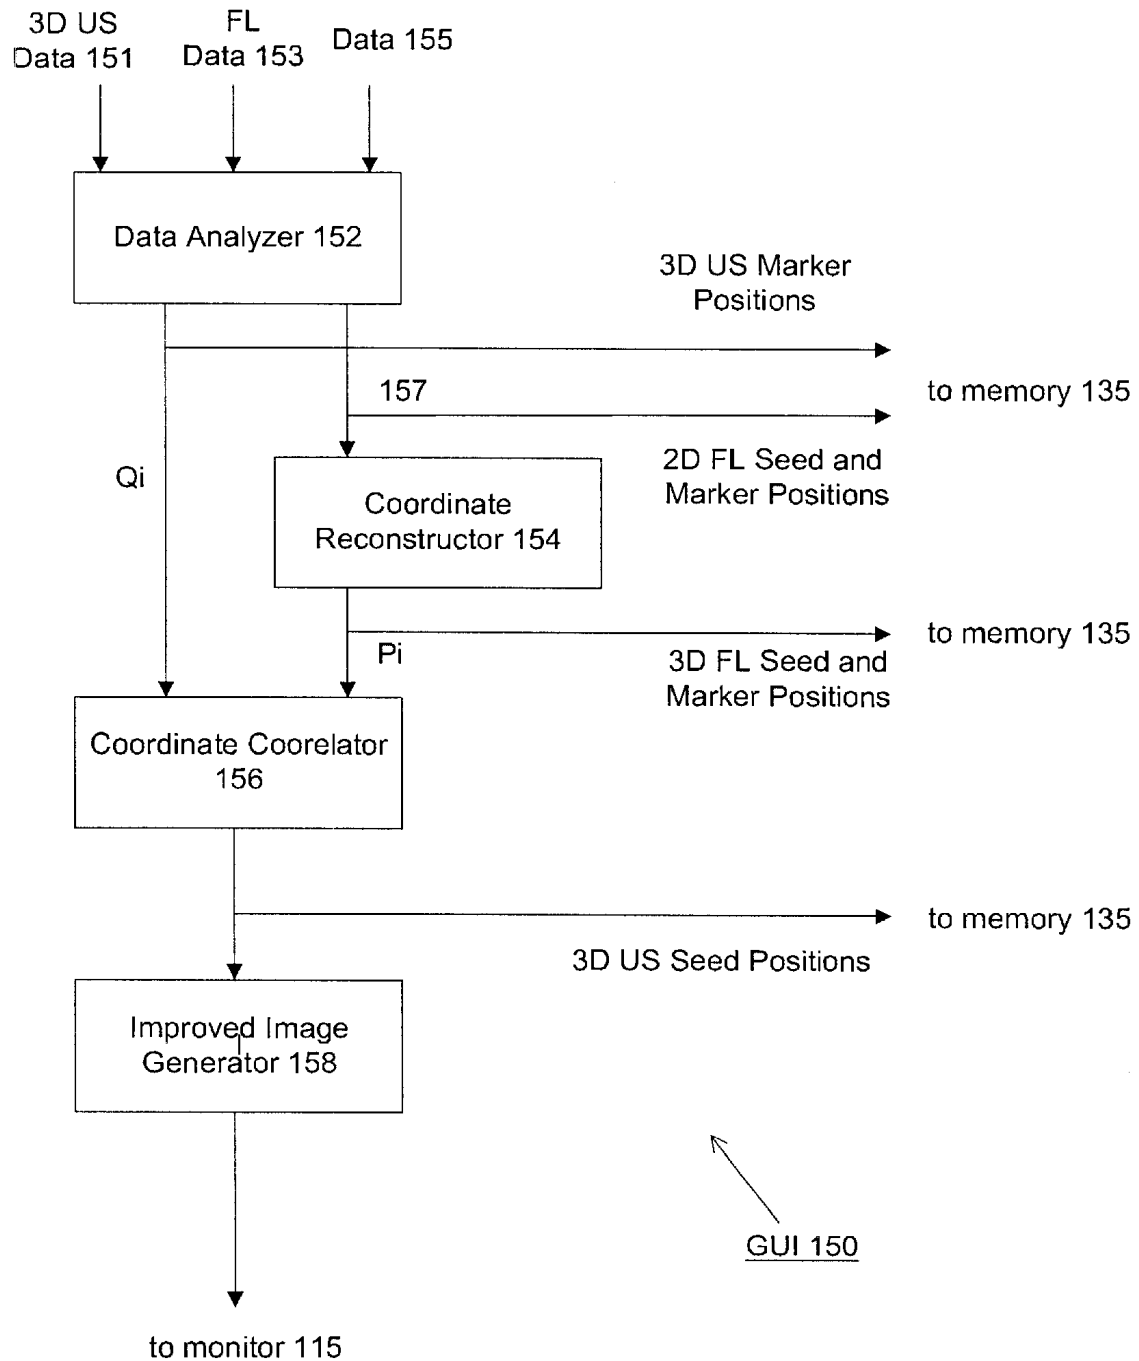 3D US
Data 151
FL
Data 153
Data 155
Data Analyzer 152
3D US Marker
Positions
157
to memory 135
Qi
2D FL Seed and
Marker Positions
Coordinate
Reconstructor 154
Pi
to memory 135
3D FL Seed and
Marker Positions
Coordinate Coorelator
156
to memory 135
3D US Seed Positions
Improved Image
Generator 158
GUI 150
to monitor 115